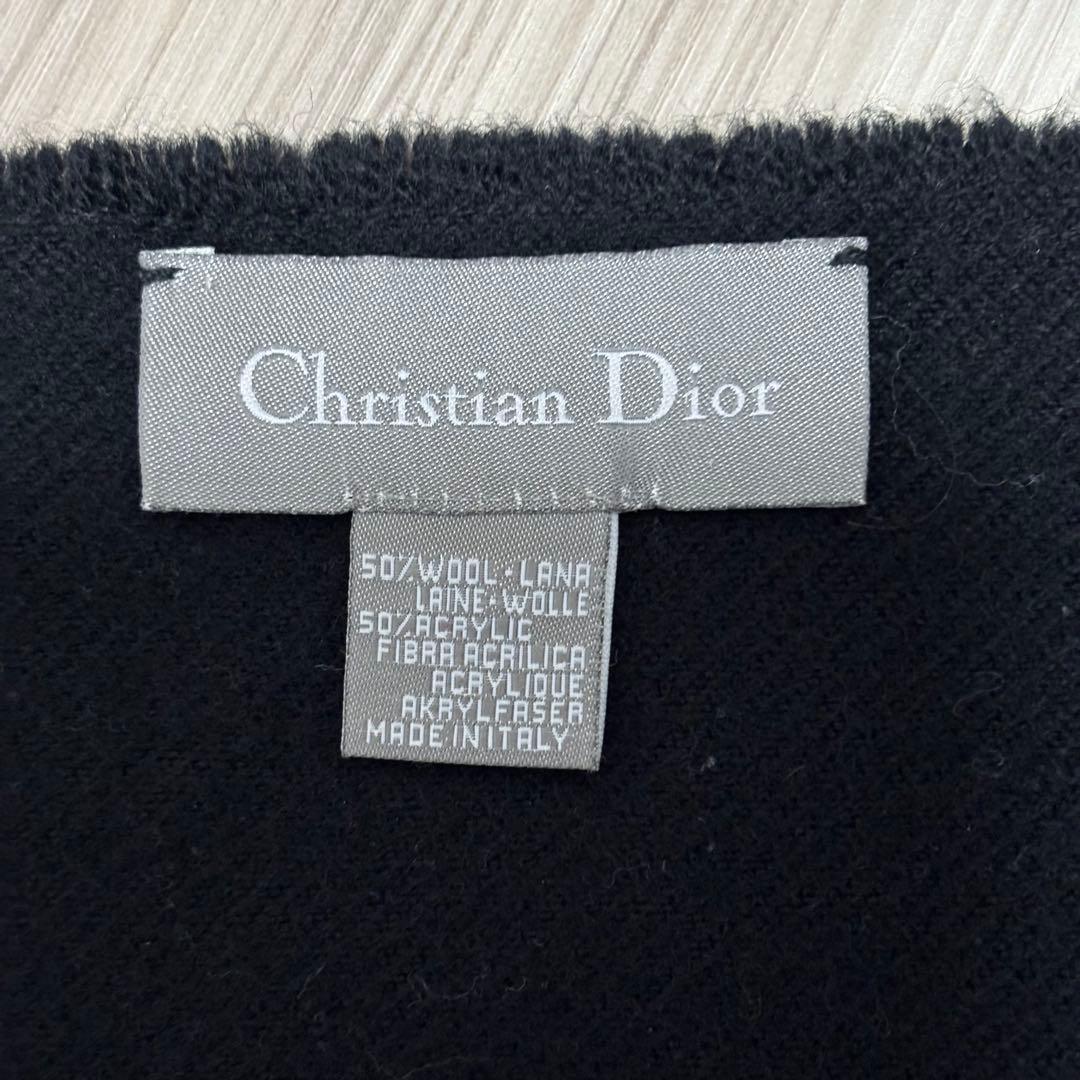 Christian Dior
50%WOOL•LANA
LAINE•WOLLE
50%ACRYLIC
FIBRA ACRILICA
ACRYLIQUE
AKRYLFASER
MADE IN ITALY